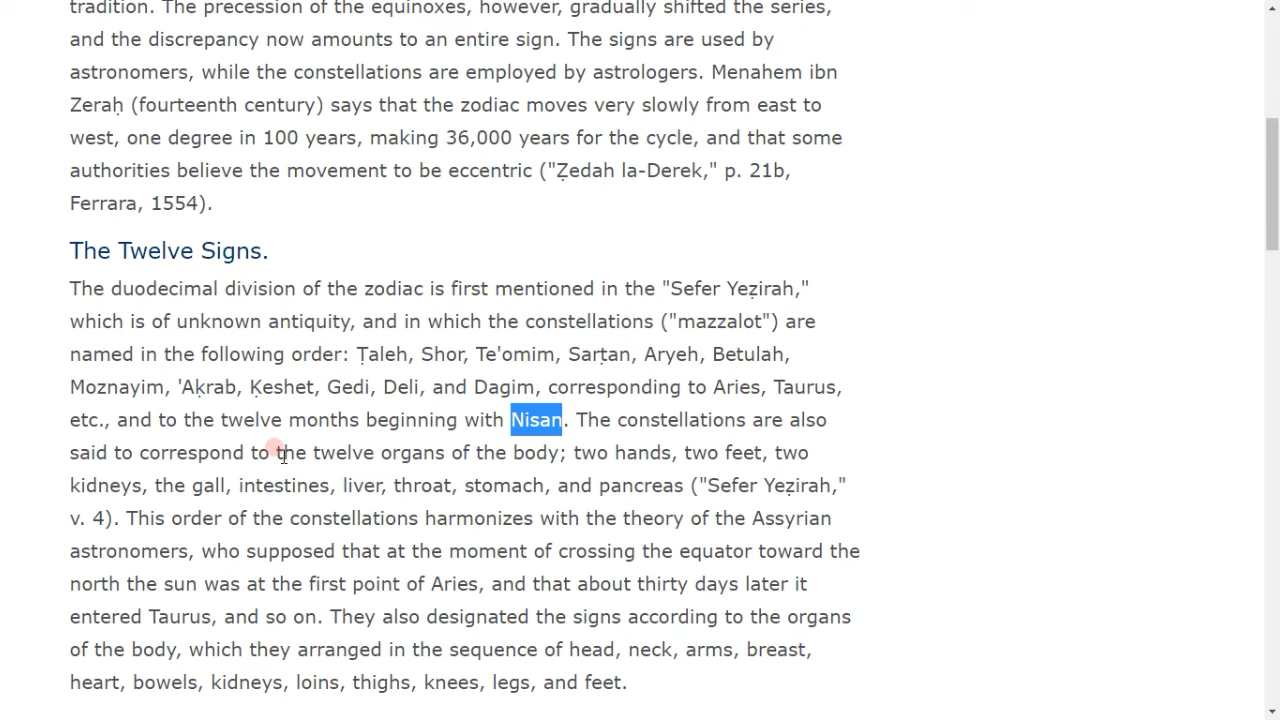 tradition. The precession of the equinoxes, however, gradually shifted the series,
and the discrepancy now amounts to an entire sign. The signs are used by
astronomers, while the constellations are employed by astrologers. Menahem ibn
Zeraḥ (fourteenth century) says that the zodiac moves very slowly from east to
west, one degree in 100 years, making 36,000 years for the cycle, and that some
authorities believe the movement to be eccentric ("Ẓedah la-Derek," p. 21b,
Ferrara, 1554).
The Twelve Signs.
The duodecimal division of the zodiac is first mentioned in the "Sefer Yeẓirah,"
which is of unknown antiquity, and in which the constellations ("mazzalot") are
named in the following order: Ṭaleh, Shor, Te'omim, Sarṭan, Aryeh, Betulah,
Moznayim, 'Aḳrab, Ḳeshet, Gedi, Deli, and Dagim, corresponding to Aries, Taurus,
etc., and to the twelve months beginning with Nisan. The constellations are also
said to correspond to the twelve organs of the body; two hands, two feet, two
kidneys, the gall, intestines, liver, throat, stomach, and pancreas ("Sefer Yeẓirah,"
v. 4). This order of the constellations harmonizes with the theory of the Assyrian
astronomers, who supposed that at the moment of crossing the equator toward the
north the sun was at the first point of Aries, and that about thirty days later it
entered Taurus, and so on. They also designated the signs according to the organs
of the body, which they arranged in the sequence of head, neck, arms, breast,
heart, bowels, kidneys, loins, thighs, knees, legs, and feet.